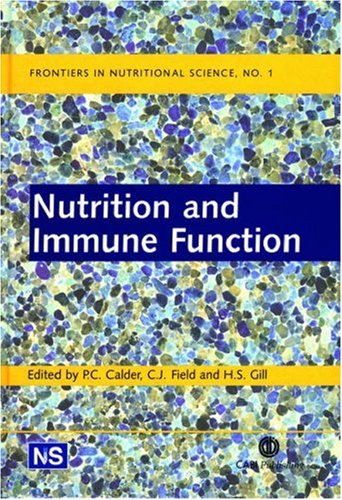 FRONTIERS IN NUTRITIONAL SCIENCE, NO. 1
Nutrition and
Immune Function
Edited by P.C. Calder, C.J. Field and H.S. Gill
NS
CABI Publishing